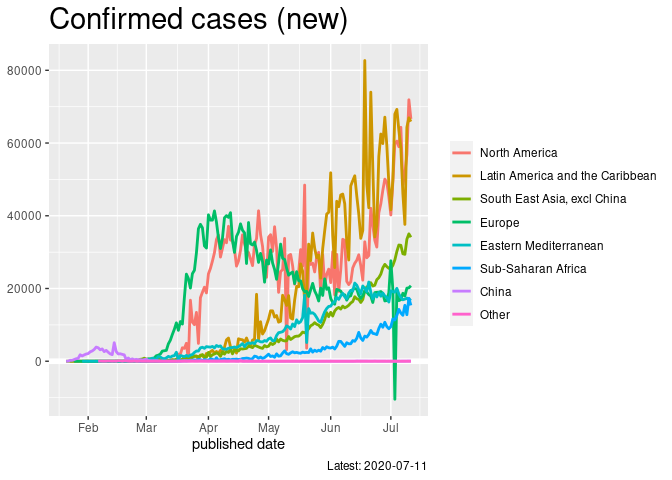 Confirmed cases (new)
80000
60000
40000
20000
0
Feb Mar Apr May Jun Jul
published date
Latest: 2020-07-11
North America
Latin America and the Caribbean
South East Asia, excl China
Europe
Eastern Mediterranean
Sub-Saharan Africa
China
Other